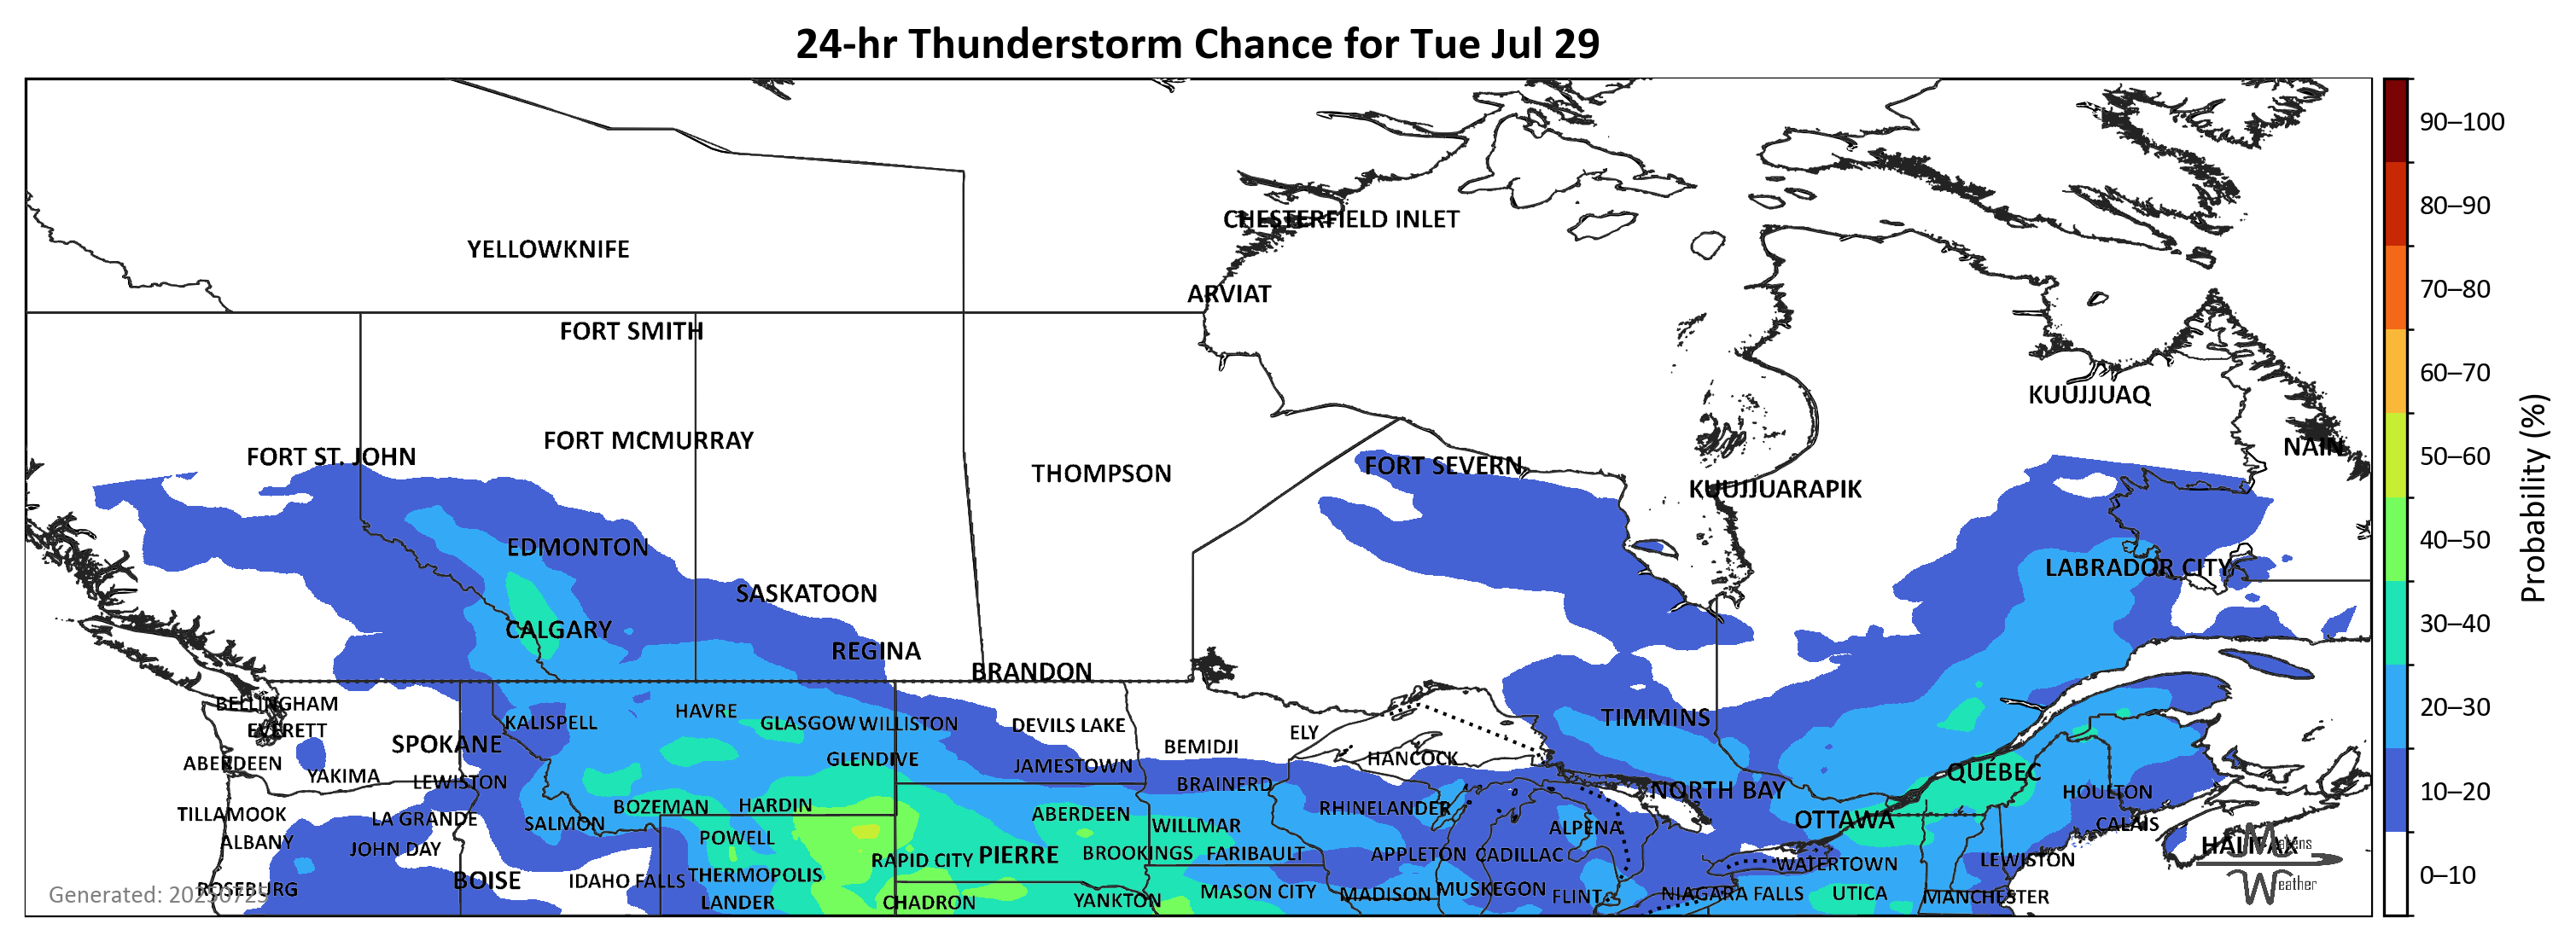 24-hr Thunderstorm Chance for Tue Jul 29
90–100
80–90
70–80
60–70
50–60
40–50
30–40
20–30
10–20
0–10
Probability (%)
CHESTERFIELD INLET
YELLOWKNIFE
ARVIAT
FORT SMITH
KUUJJUAQ
FORT MCMURRAY
NAIN
FORT ST. JOHN
FORT SEVERN
THOMPSON
KUUJJUARAPIK
EDMONTON
LABRADOR CITY
SASKATOON
CALGARY
REGINA
BRANDON
BELLINGHAM
KALISPELL
HAVRE
GLASGOW
WILLISTON
DEVILS LAKE
TIMMINS
EVERETT
ELY
SPOKANE
BEMIDJI
ABERDEEN
GLENDIVE
HANCOCK
JAMESTOWN
QUÉBEC
YAKIMA
LEWISTON
BRAINERD
NORTH BAY
HOULTON
TILLAMOOK
LA GRANDE
BOZEMAN
HARDIN
RHINELANDER
SALMON
ABERDEEN
WILLMAR
ALPENA
OTTAWA
CALAIS
ALBANY
JOHN DAY
POWELL
RAPID CITY
PIERRE
BROOKINGS
FARIBAULT
APPLETON
CADILLAC
WATERTOWN
LEWISTON
HALIFAX
Makens
Weather
ROSEBURG
BOISE
IDAHO FALLS
THERMOPOLIS
LANDER
CHADRON
YANKTON
MASON CITY
MADISON
MUSKEGON
FLINT
NIAGARA FALLS
UTICA
MANCHESTER
Generated: 20250725